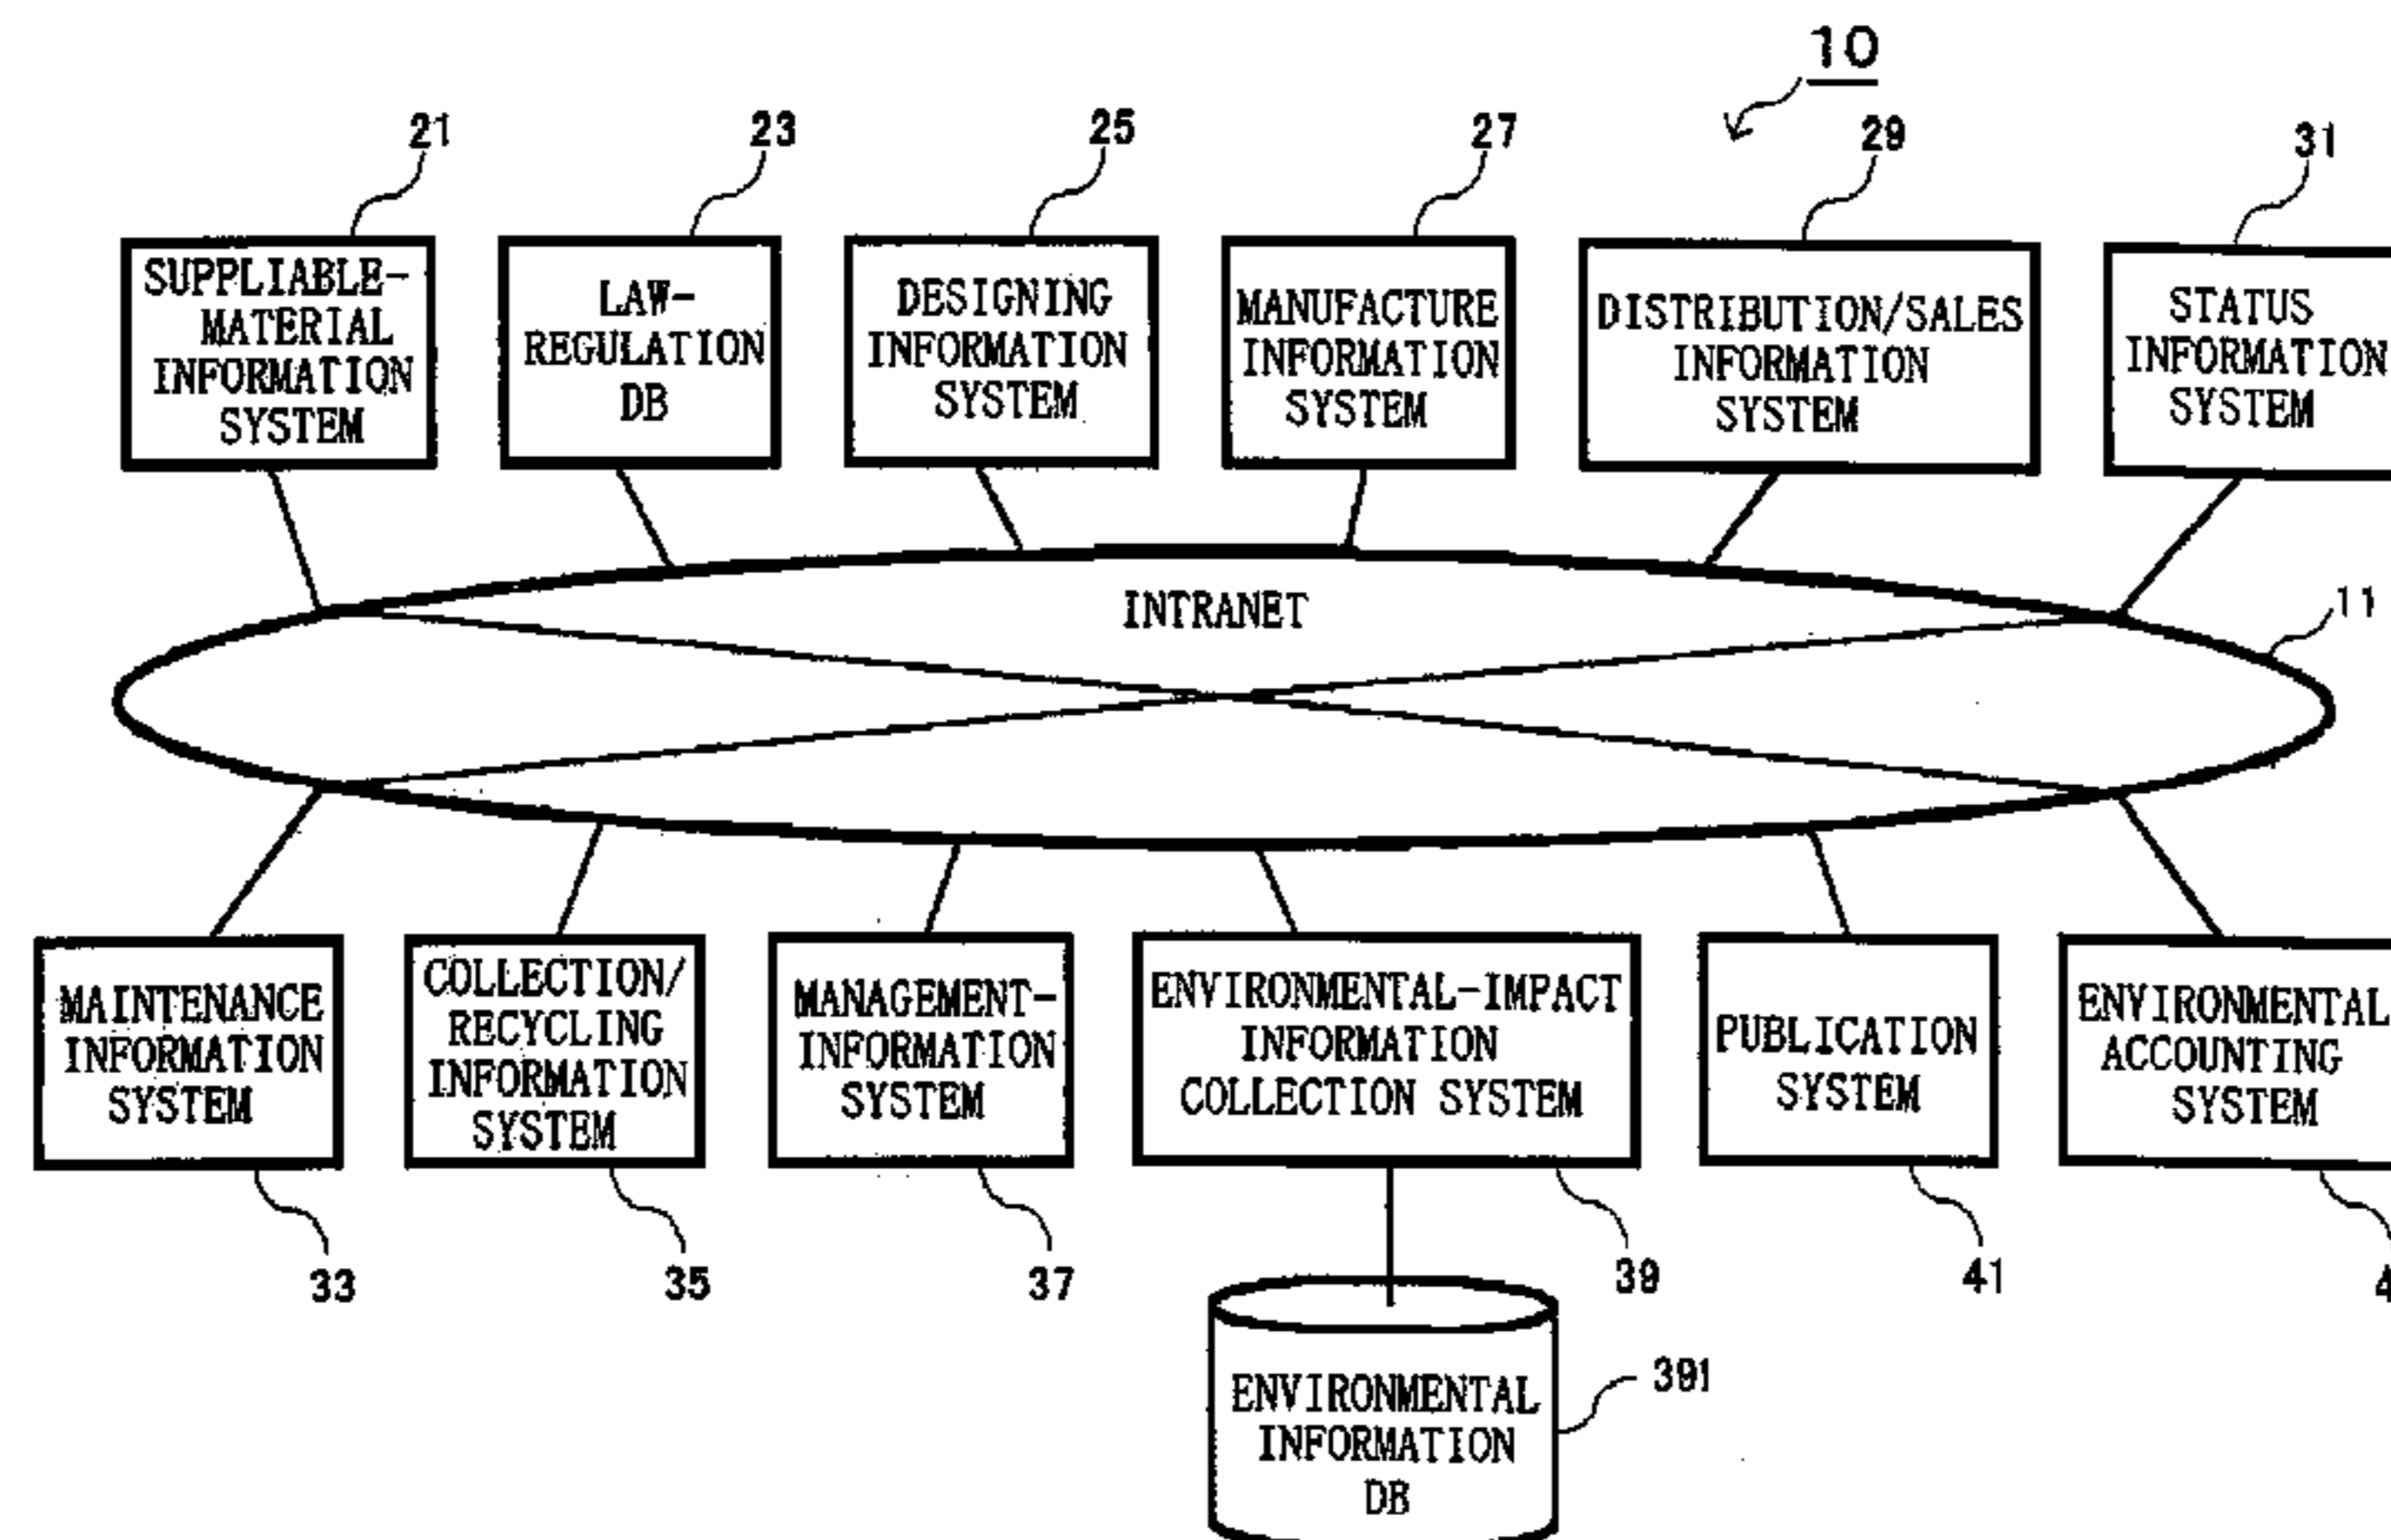 10
21
23
25
27
29
31
SUPPLIABLE-
MATERIAL
INFORMATION
SYSTEM
LAW-
REGULATION
DB
DESIGNING
INFORMATION
SYSTEM
MANUFACTURE
INFORMATION
SYSTEM
DISTRIBUTION/SALES
INFORMATION
SYSTEM
STATUS
INFORMATION
SYSTEM
INTRANET
11
MAINTENANCE
INFORMATION
SYSTEM
COLLECTION/
RECYCLING
INFORMATION
SYSTEM
MANAGEMENT-
INFORMATION
SYSTEM
ENVIRONMENTAL-IMPACT
INFORMATION
COLLECTION SYSTEM
PUBLICATION
SYSTEM
ENVIRONMENTAL
ACCOUNTING
SYSTEM
33
35
37
39
41
391
ENVIRONMENTAL
INFORMATION
DB